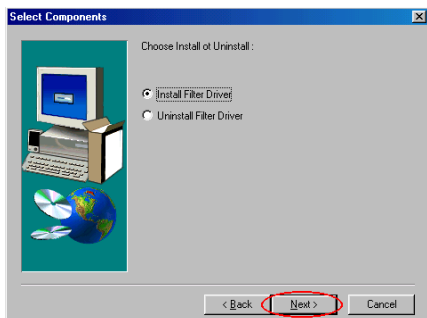 Select Components
Choose Install ot Uninstall :
Install Filter Driver
Uninstall Filter Driver
< Back
Next >
Cancel